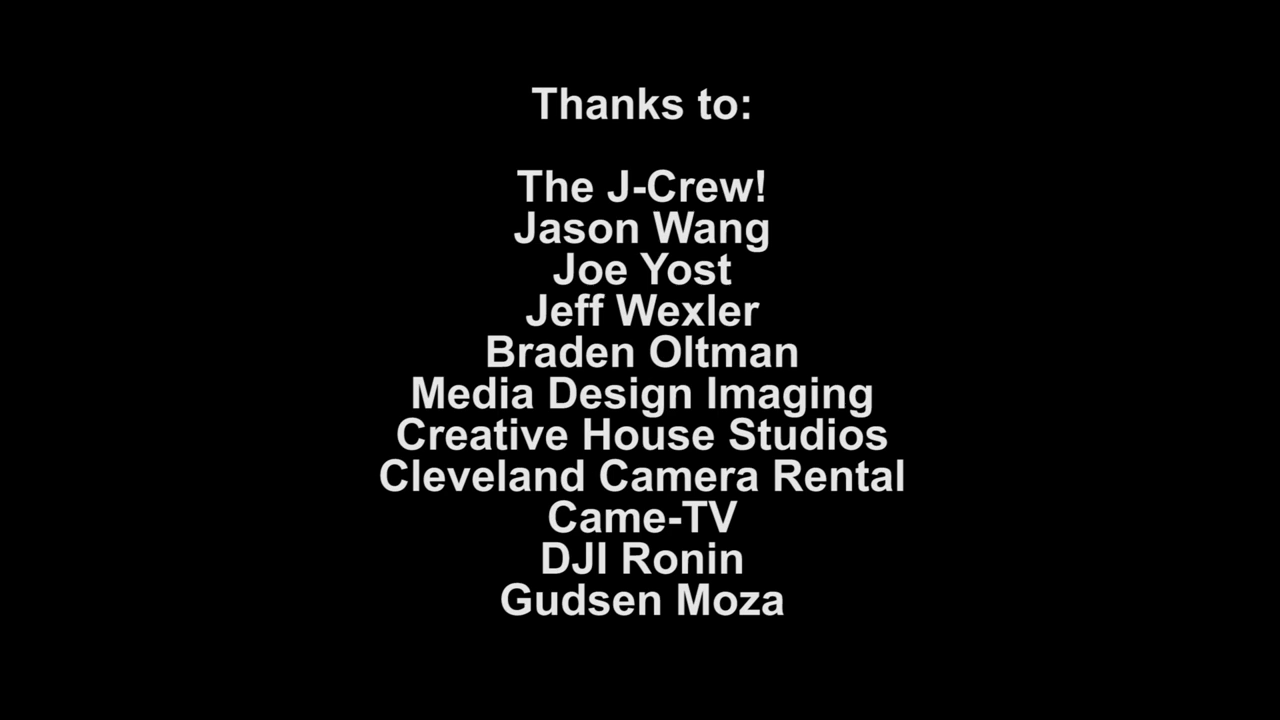 Thanks to:
The J-Crew!
Jason Wang
Joe Yost
Jeff Wexler
Braden Oltman
Media Design Imaging
Creative House Studios
Cleveland Camera Rental
Came-TV
DJI Ronin
Gudsen Moza